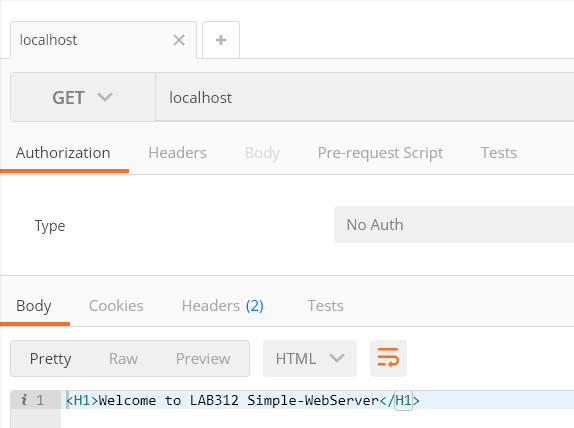 localhost
GET localhost
Authorization Headers Body Pre-request Script Tests
Type No Auth
Body Cookies Headers (2) Tests
Pretty Raw Preview HTML
i 1 <H1>Welcome to LAB312 Simple-WebServer</H1>